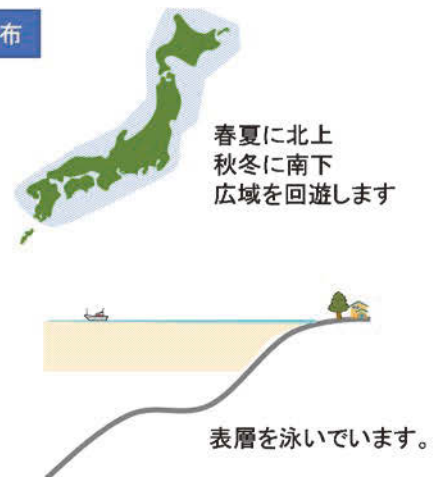 布
春夏に北上
秋冬に南下
広域を回遊します
表層を泳いでいます。